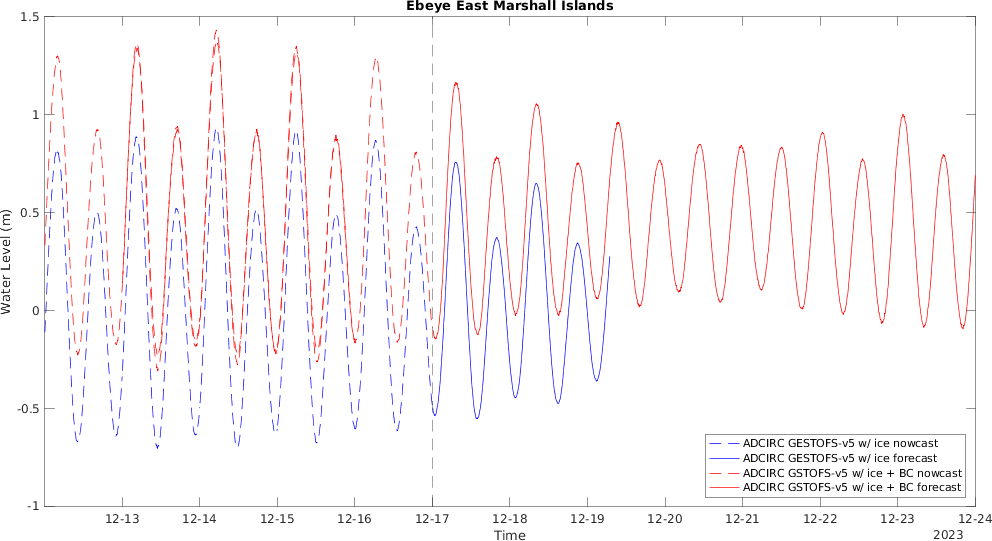 Ebeye East Marshall Islands
1.5
1
0.5
0
-0.5
-1
Water Level (m)
ADCIRC GESTOFS-v5 w/ ice nowcast
ADCIRC GESTOFS-v5 w/ ice forecast
ADCIRC GSTOFS-v5 w/ ice + BC nowcast
ADCIRC GSTOFS-v5 w/ ice + BC forecast
12-13 12-14 12-15 12-16 12-17 12-18 12-19 12-20 12-21 12-22 12-23 12-24
Time
2023